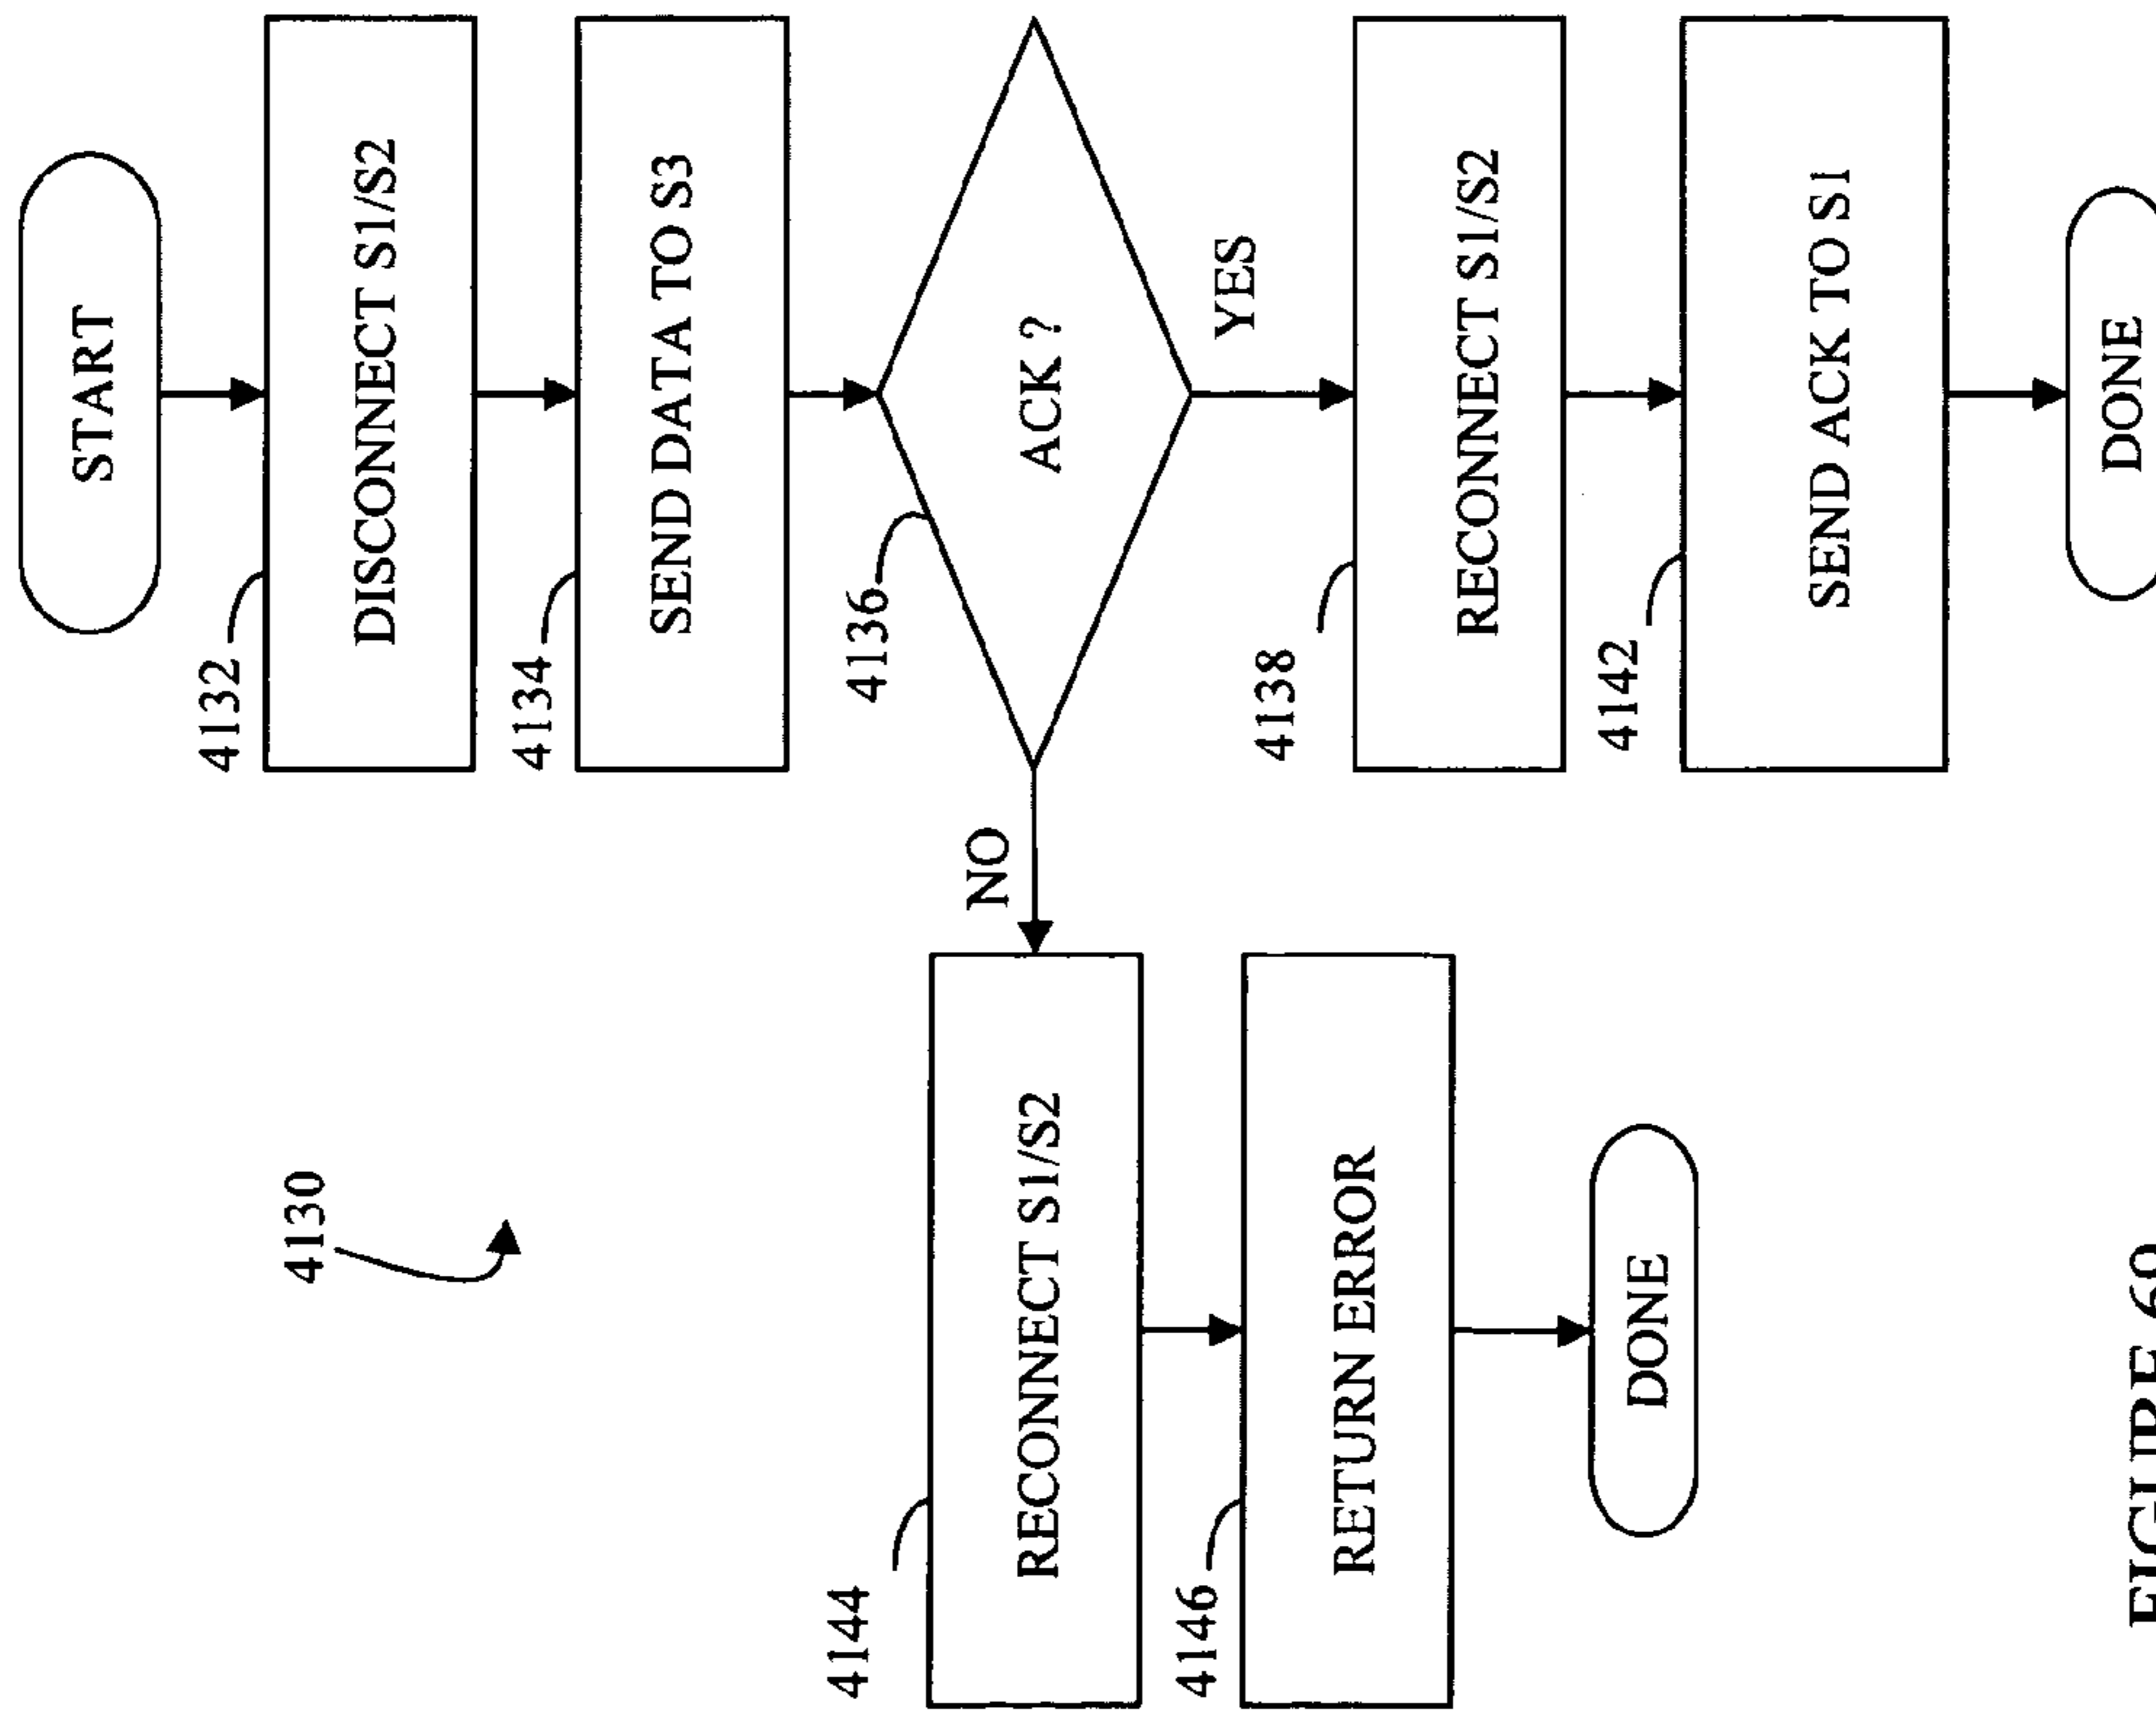 START
4130
4132
DISCONNECT S1/S2
4134
SEND DATA TO S3
4136
ACK ?
NO
YES
4144
RECONNECT S1/S2
4146
RETURN ERROR
DONE
4138
RECONNECT S1/S2
4142
SEND ACK TO S1
DONE
FIGURE